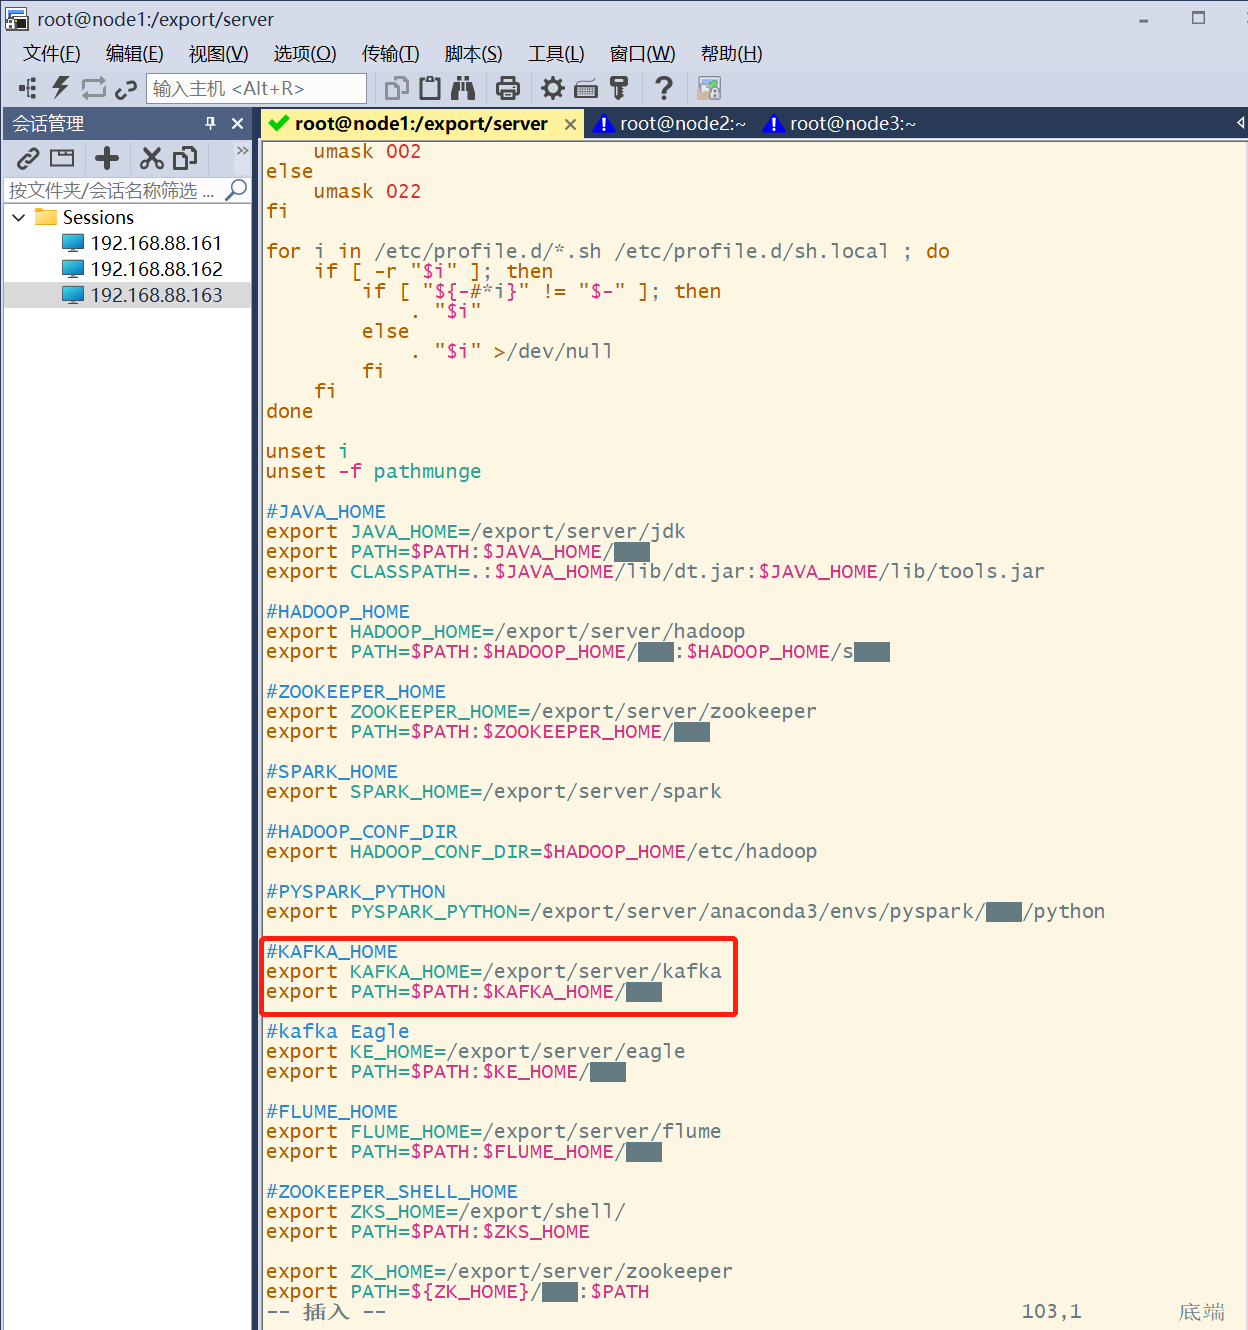 root@node1:/export/server
文件(F) 编辑(E) 视图(V) 选项(O) 传输(T) 脚本(S) 工具(L) 窗口(W) 帮助(H)
输入主机 <Alt+R>
会话管理
root@node1:/export/server root@node2:~ root@node3:~
按文件夹/会话名称筛选 ...
Sessions
192.168.88.161
192.168.88.162
192.168.88.163
umask 002
else
umask 022
fi
for i in /etc/profile.d/*.sh /etc/profile.d/sh.local ; do
if [ -r "$i" ]; then
if [ "${-#*i}" != "$-" ]; then
. "$i"
else
. "$i" >/dev/null
fi
fi
done
unset i
unset -f pathmunge
#JAVA_HOME
export JAVA_HOME=/export/server/jdk
export PATH=$PATH:$JAVA_HOME/
export CLASSPATH=.:$JAVA_HOME/lib/dt.jar:$JAVA_HOME/lib/tools.jar
#HADOOP_HOME
export HADOOP_HOME=/export/server/hadoop
export PATH=$PATH:$HADOOP_HOME/ :$HADOOP_HOME/s
#ZOOKEEPER_HOME
export ZOOKEEPER_HOME=/export/server/zookeeper
export PATH=$PATH:$ZOOKEEPER_HOME/
#SPARK_HOME
export SPARK_HOME=/export/server/spark
#HADOOP_CONF_DIR
export HADOOP_CONF_DIR=$HADOOP_HOME/etc/hadoop
#PYSPARK_PYTHON
export PYSPARK_PYTHON=/export/server/anaconda3/envs/pyspark/ /python
#KAFKA_HOME
export KAFKA_HOME=/export/server/kafka
export PATH=$PATH:$KAFKA_HOME/
#kafka Eagle
export KE_HOME=/export/server/eagle
export PATH=$PATH:$KE_HOME/
#FLUME_HOME
export FLUME_HOME=/export/server/flume
export PATH=$PATH:$FLUME_HOME/
#ZOOKEEPER_SHELL_HOME
export ZKS_HOME=/export/shell/
export PATH=$PATH:$ZKS_HOME
export ZK_HOME=/export/server/zookeeper
export PATH=${ZK_HOME}/ :$PATH
-- 插入 -- 103,1 底端